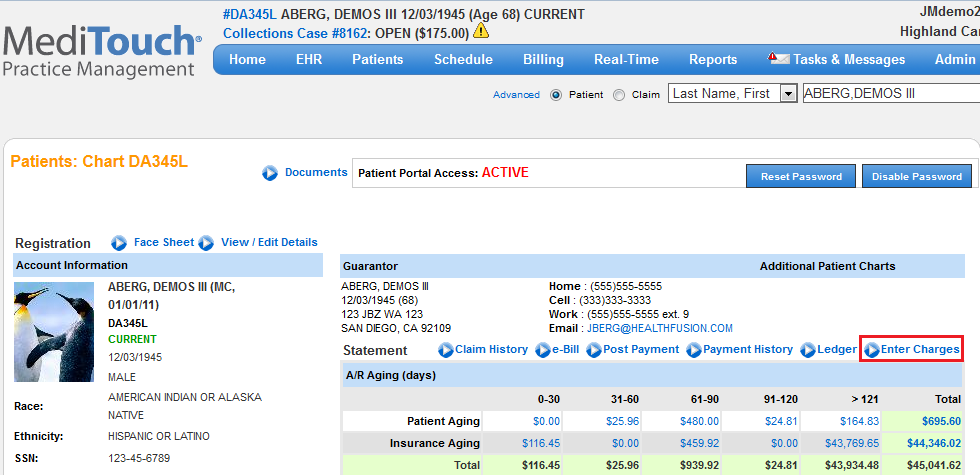 #DA345L ABERG, DEMOS III 12/03/1945 (Age 68) CURRENT
JMdemo2
Collections Case #8162: OPEN ($175.00)
Highland Car
MediTouch®
Practice Management
Home EHR Patients Schedule Billing Real-Time Reports Tasks & Messages Admin
Advanced Patient Claim Last Name, First ABERG,DEMOS III
Patients: Chart DA345L
Documents Patient Portal Access: ACTIVE Reset Password Disable Password
Registration Face Sheet View / Edit Details
Account Information
ABERG, DEMOS III (MC,
01/01/11)
DA345L
CURRENT
12/03/1945
MALE
Race: AMERICAN INDIAN OR ALASKA
NATIVE
Ethnicity: HISPANIC OR LATINO
SSN: 123-45-6789
Guarantor Additional Patient Charts
ABERG, DEMOS III Home : (555)555-5555
12/03/1945 (68) Cell : (333)333-3333
123 JBZ WA 123 Work : (555)555-5555 ext. 9
SAN DIEGO, CA 92109 Email : JBERG@HEALTHFUSION.COM
Statement Claim History e-Bill Post Payment Payment History Ledger Enter Charges
A/R Aging (days)
0-30 31-60 61-90 91-120 > 121 Total
Patient Aging $0.00 $25.96 $480.00 $24.81 $164.83 $695.60
Insurance Aging $116.45 $0.00 $459.92 $0.00 $43,769.65 $44,346.02
Total $116.45 $25.96 $939.92 $24.81 $43,934.48 $45,041.62